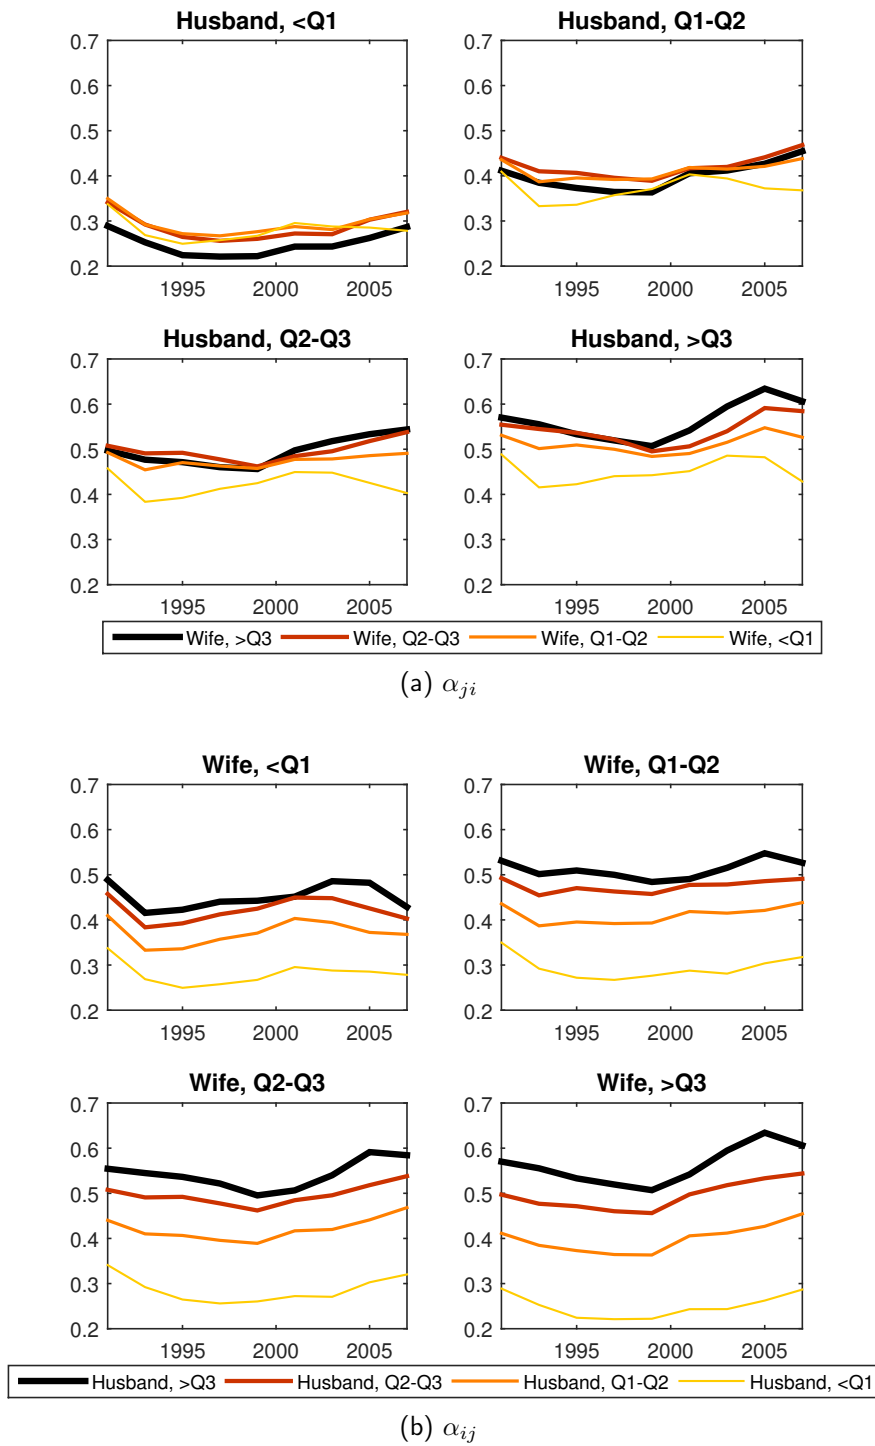 Husband, <Q1
Husband, Q1-Q2
0.7
0.6
0.5
0.4
0.3
0.2
1995 2000 2005
0.7
0.6
0.5
0.4
0.3
0.2
1995 2000 2005
Husband, Q2-Q3
Husband, >Q3
0.7
0.6
0.5
0.4
0.3
0.2
1995 2000 2005
0.7
0.6
0.5
0.4
0.3
0.2
1995 2000 2005
Wife, >Q3 Wife, Q2-Q3 Wife, Q1-Q2 Wife, <Q1
(a) αji
Wife, <Q1
Wife, Q1-Q2
0.7
0.6
0.5
0.4
0.3
0.2
1995 2000 2005
0.7
0.6
0.5
0.4
0.3
0.2
1995 2000 2005
Wife, Q2-Q3
Wife, >Q3
0.7
0.6
0.5
0.4
0.3
0.2
1995 2000 2005
0.7
0.6
0.5
0.4
0.3
0.2
1995 2000 2005
Husband, >Q3 Husband, Q2-Q3 Husband, Q1-Q2 Husband, <Q1
(b) αij